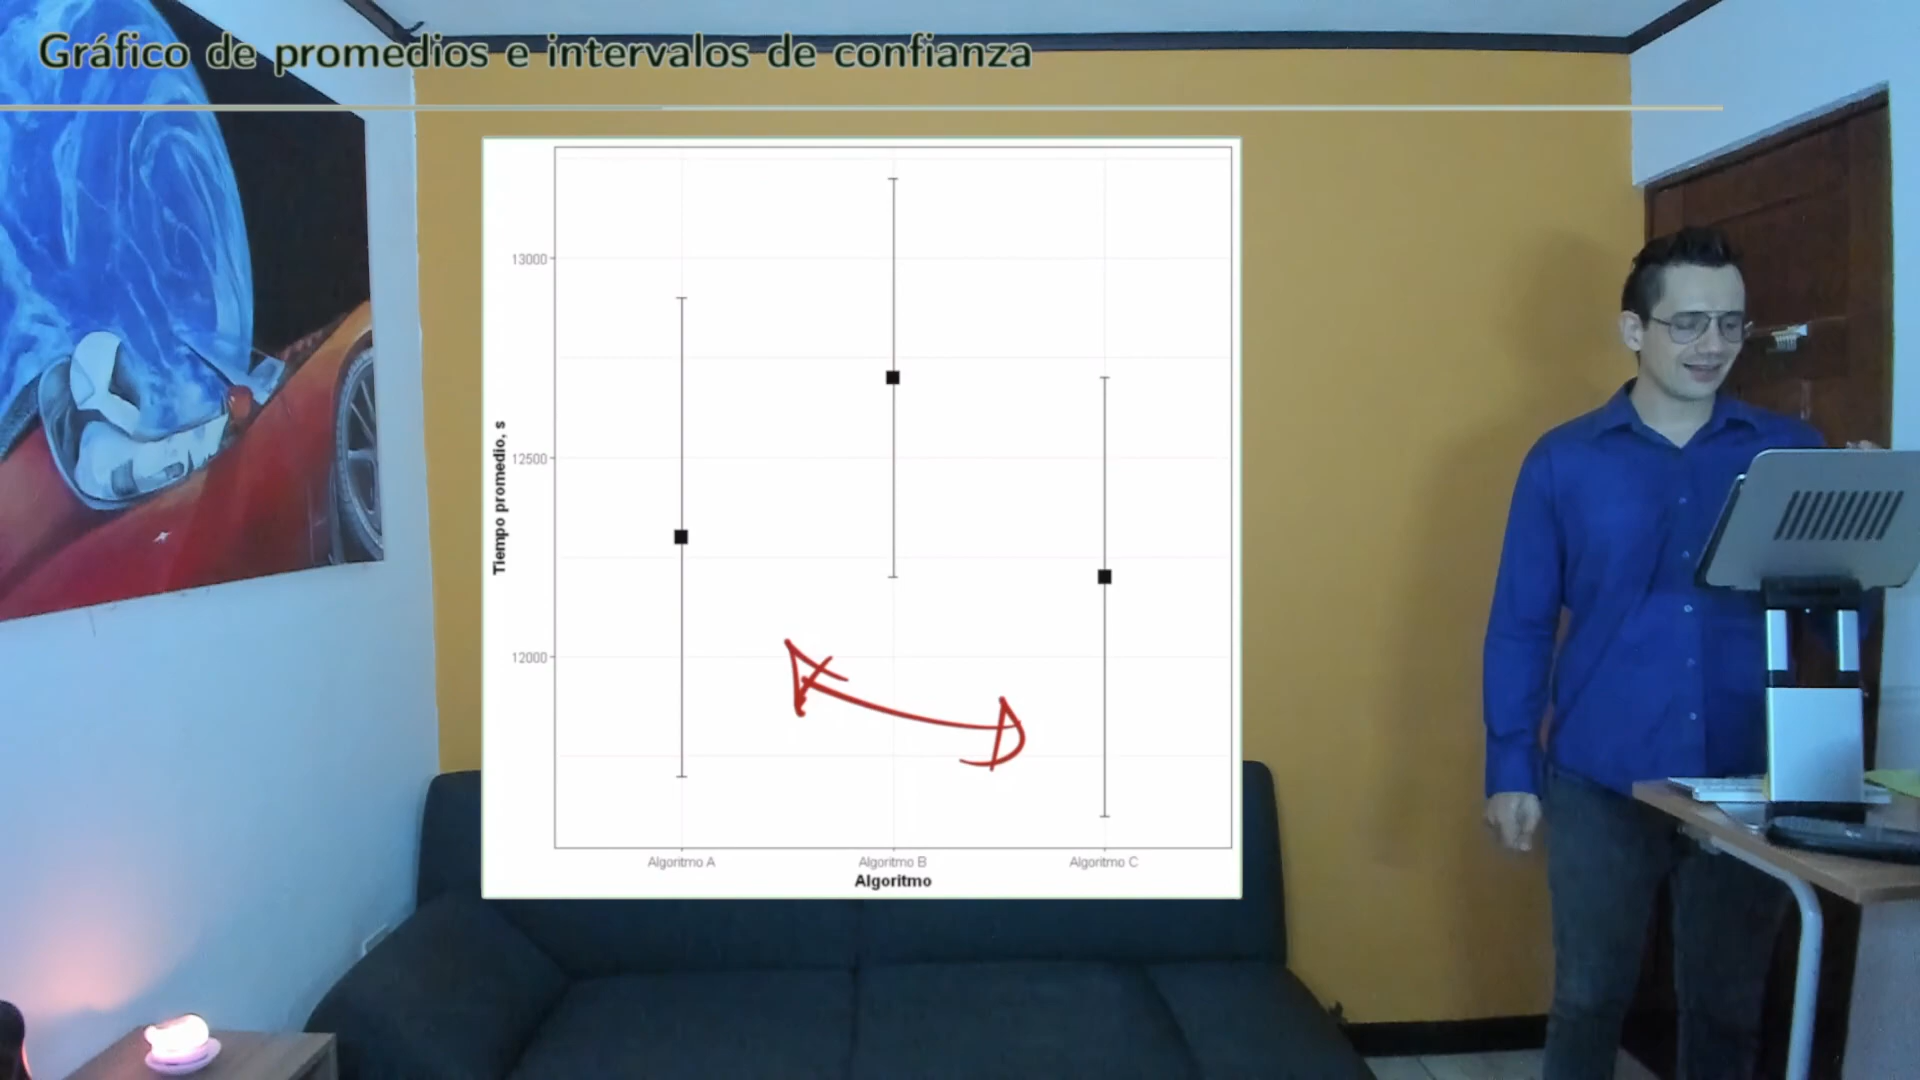 Gráfico de promedios e intervalos de confianza
13000
12500
12000
Tiempo promedio, s
Algoritmo A
Algoritmo B
Algoritmo C
Algoritmo